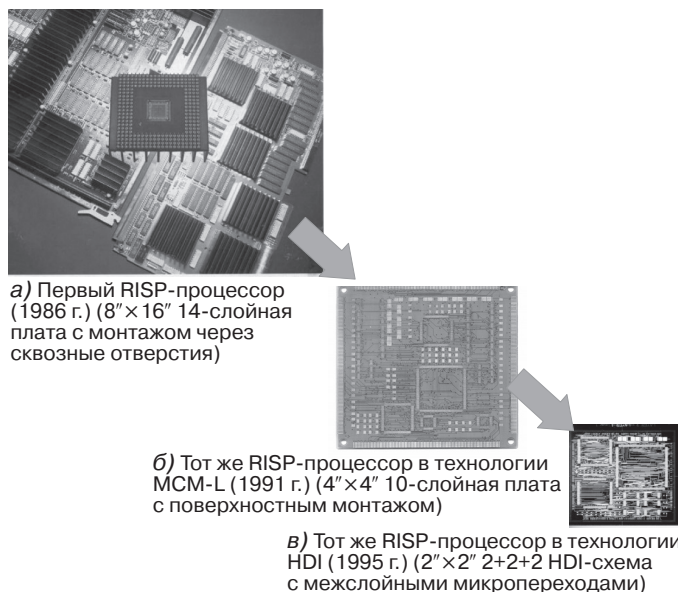 а) Первый RISP-процессор
(1986 г.) (8″×16″ 14-слойная
плата с монтажом через
сквозные отверстия)
б) Тот же RISP-процессор в технологии
MCM-L (1991 г.) (4″×4″ 10-слойная плата
с поверхностным монтажом)
в) Тот же RISP-процессор в технологии
HDI (1995 г.) (2″×2″ 2+2+2 HDI-схема
с межслойными микропереходами)